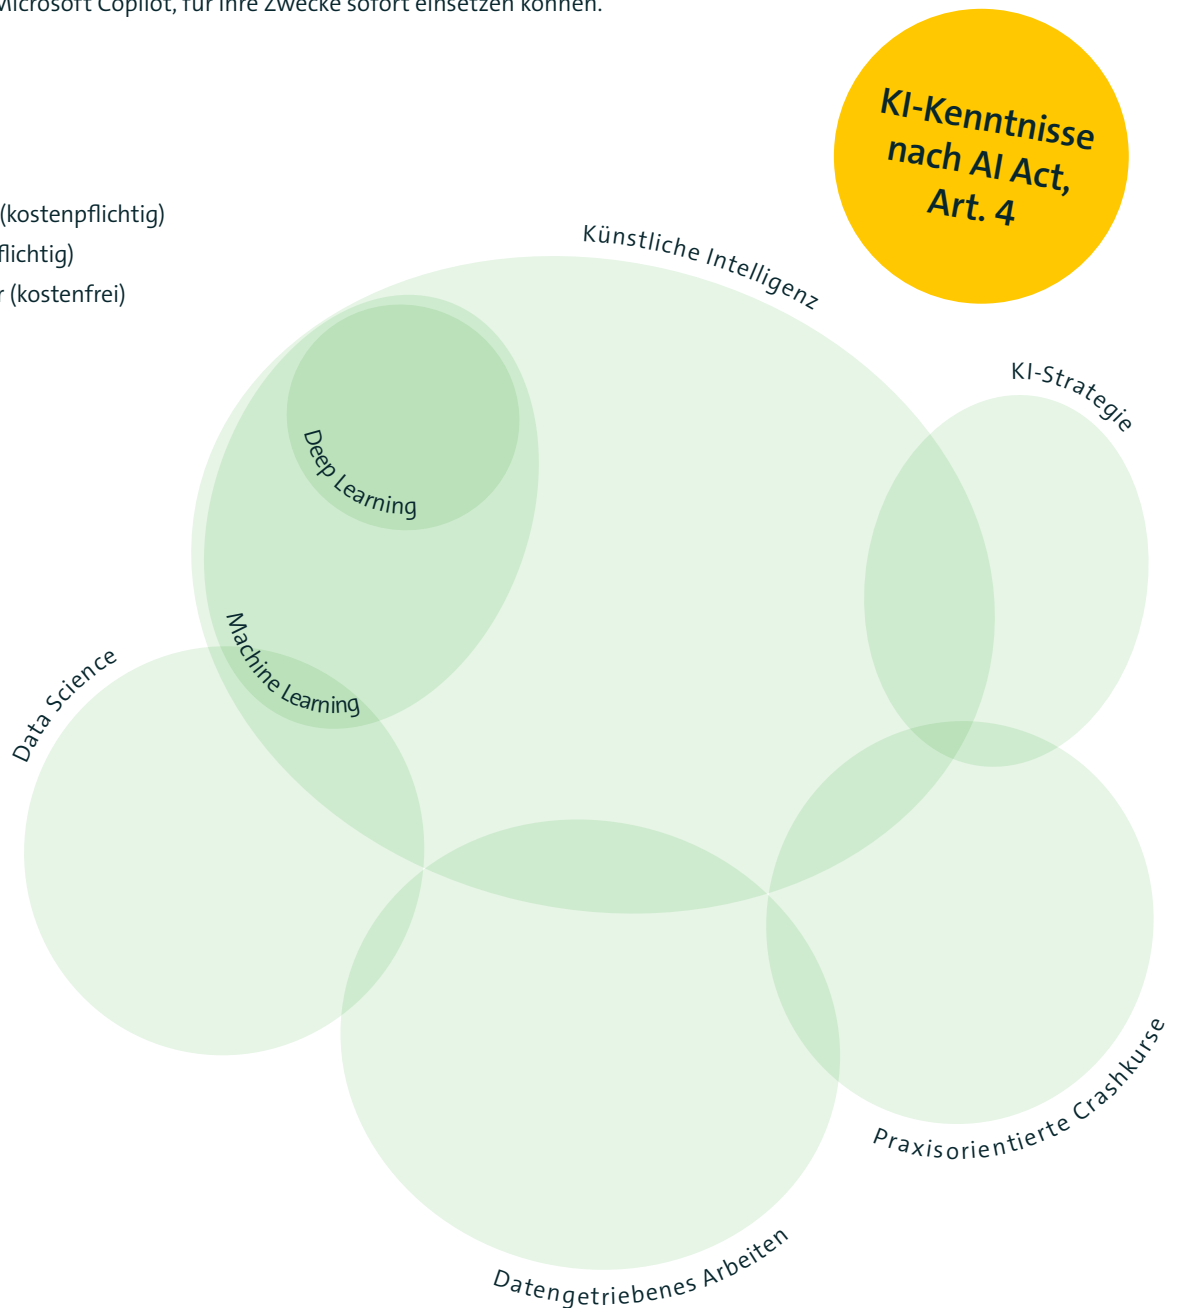 Microsoft Copilot, für Ihre Zwecke sofort einsetzen können.
KI-Kenntnisse
nach AI Act,
Art. 4
(kostenpflichtig)
flichtig)
r (kostenfrei)
Künstliche Intelligenz
KI-Strategie
Deep Learning
Machine Learning
Data Science
Praxisorientierte Crashkurse
Datengetriebenes Arbeiten